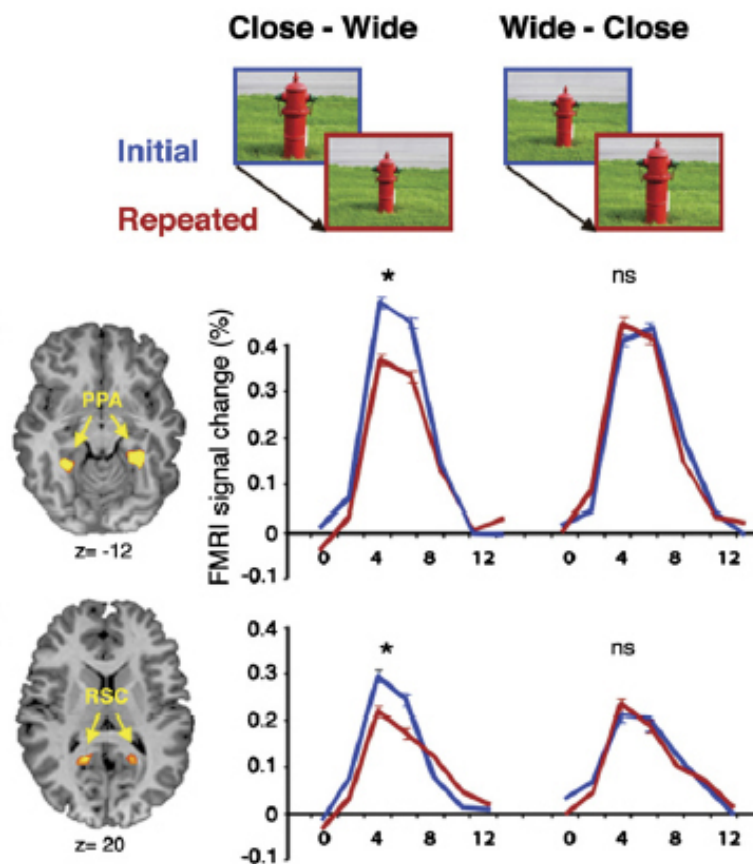 Close - Wide
Wide - Close
Initial
Repeated
*
ns
FMRI signal change (%)
0.4
0.3
0.2
0.1
0
-0.1
0 4 8 12
0 4 8 12
PPA
z= -12
*
ns
0.4
0.3
0.2
0.1
0
-0.1
0 4 8 12
0 4 8 12
RSC
z= 20